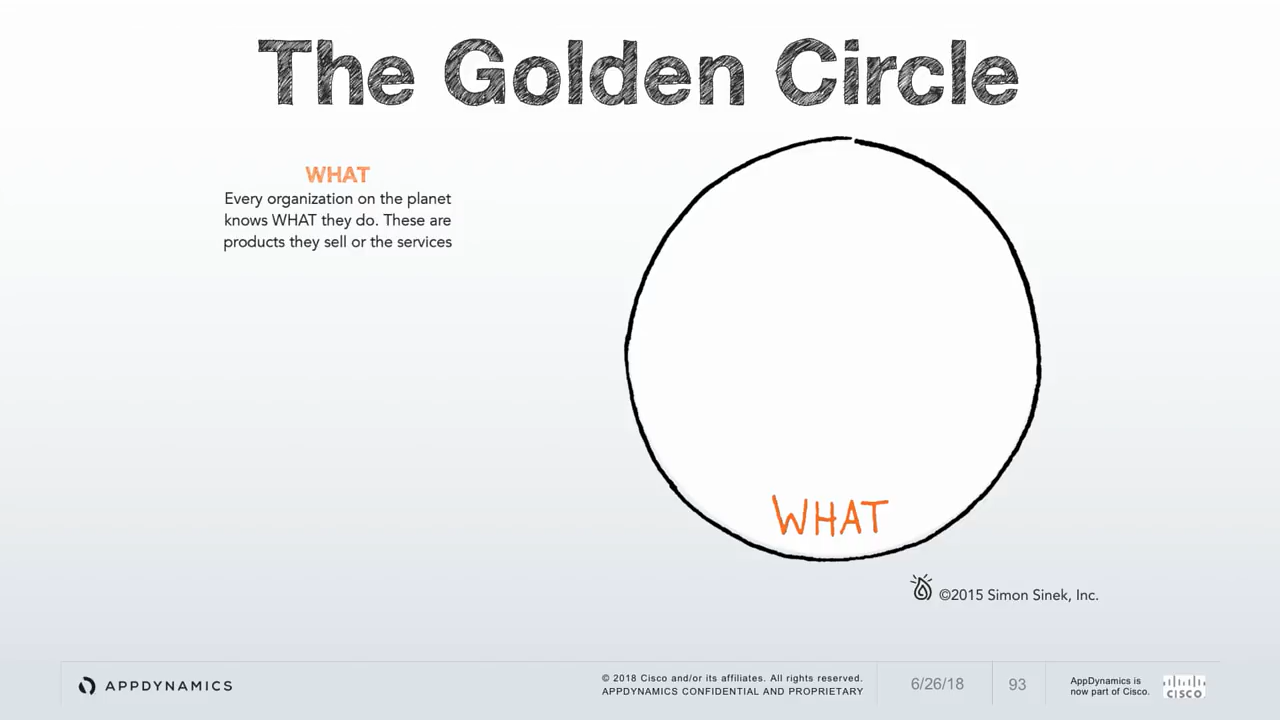 The Golden Circle
WHAT
Every organization on the planet
knows WHAT they do. These are
products they sell or the services
WHAT
©2015 Simon Sinek, Inc.
APPDYNAMICS
© 2018 Cisco and/or its affiliates. All rights reserved.
APPDYNAMICS CONFIDENTIAL AND PROPRIETARY
6/26/18
93
AppDynamics is
now part of Cisco.
CISCO